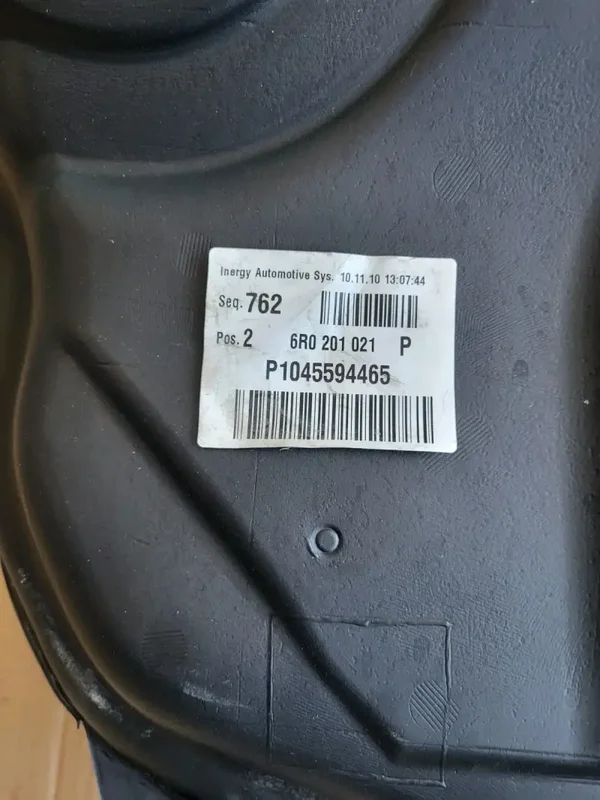 Inergy Automotive Sys. 10.11.10 13:07:44
Seq. 762
Pos. 2 6R0 201 021 P
P1045594465